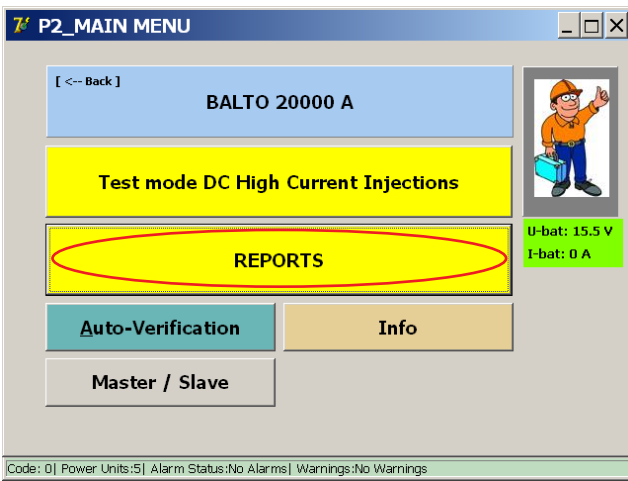 P2_MAIN MENU
[ <-- Back ]
BALTO 20000 A
Test mode DC High Current Injections
REPORTS
U-bat: 15.5 V
I-bat: 0 A
Auto-Verification
Info
Master / Slave
Code: 0| Power Units:5| Alarm Status:No Alarms| Warnings:No Warnings